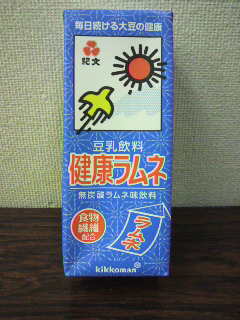 毎日続ける大豆の健康
紀文
豆乳飲料
健康ラムネ
無炭酸ラムネ味飲料
食物
繊維
配合
ラムネ
kikkoman